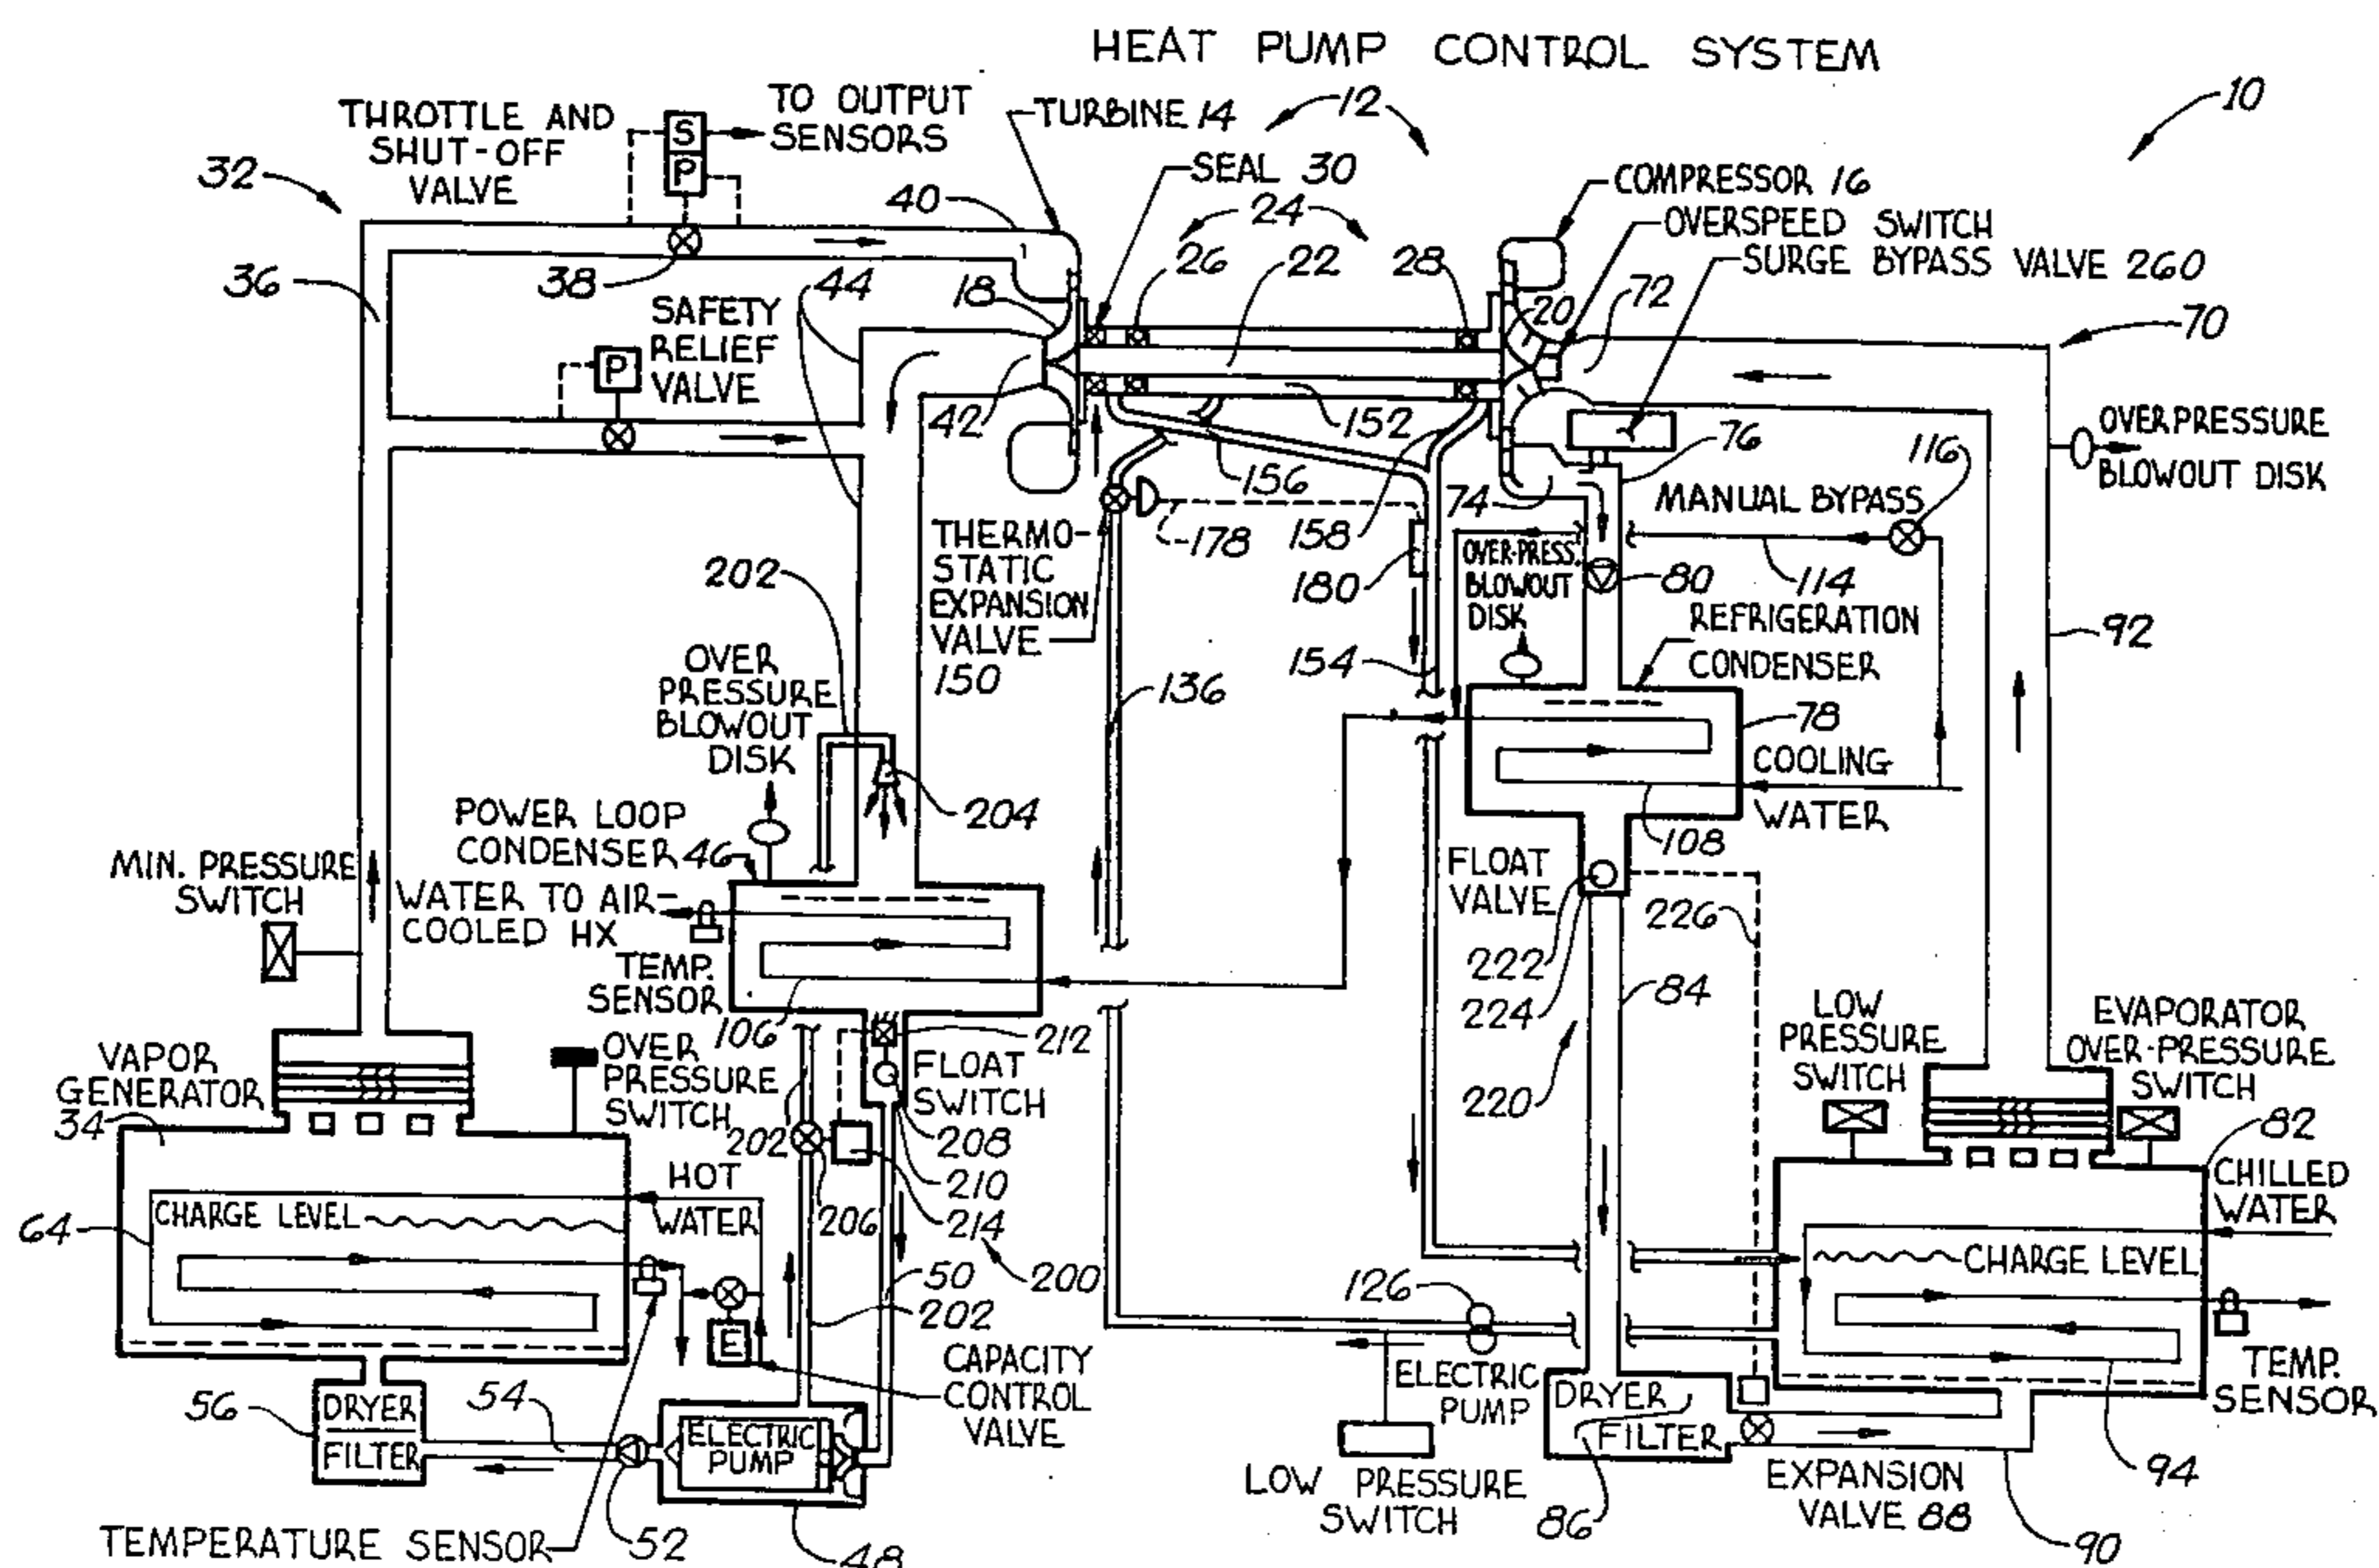 HEAT PUMP CONTROL SYSTEM
10
12
THROTTLE AND
SHUT-OFF
VALVE
S
P
TO OUTPUT
SENSORS
TURBINE 14
SEAL 30
24
26
22
28
COMPRESSOR 16
OVERSPEED SWITCH
SURGE BYPASS VALVE 260
32
36
38
40
44
18
42
20
72
70
SAFETY
RELIEF
VALVE
P
152
156
158
74
76
MANUAL BYPASS
116
114
OVERPRESSURE
BLOWOUT DISK
THERMO-
STATIC
EXPANSION
VALVE
150
178
180
154
136
OVER-PRESS.
BLOWOUT
DISK
80
REFRIGERATION
CONDENSER
78
92
COOLING
WATER
108
202
204
OVER
PRESSURE
BLOWOUT
DISK
POWER LOOP
CONDENSER 46
MIN. PRESSURE
SWITCH
WATER TO AIR-
COOLED HX
TEMP.
SENSOR
106
FLOAT
VALVE
222
224
226
84
220
VAPOR
GENERATOR
34
OVER
PRESSURE
SWITCH
202
212
FLOAT
SWITCH
208
210
214
206
200
HOT
WATER
64
CHARGE LEVEL
50
202
E
CAPACITY
CONTROL
VALVE
LOW
PRESSURE
SWITCH
EVAPORATOR
OVER-PRESSURE
SWITCH
82
CHILLED
WATER
CHARGE LEVEL
TEMP.
SENSOR
94
126
ELECTRIC
PUMP
LOW PRESSURE
SWITCH
DRYER
FILTER
86
EXPANSION
VALVE 88
90
56
DRYER
FILTER
54
52
ELECTRIC
PUMP
48
TEMPERATURE SENSOR